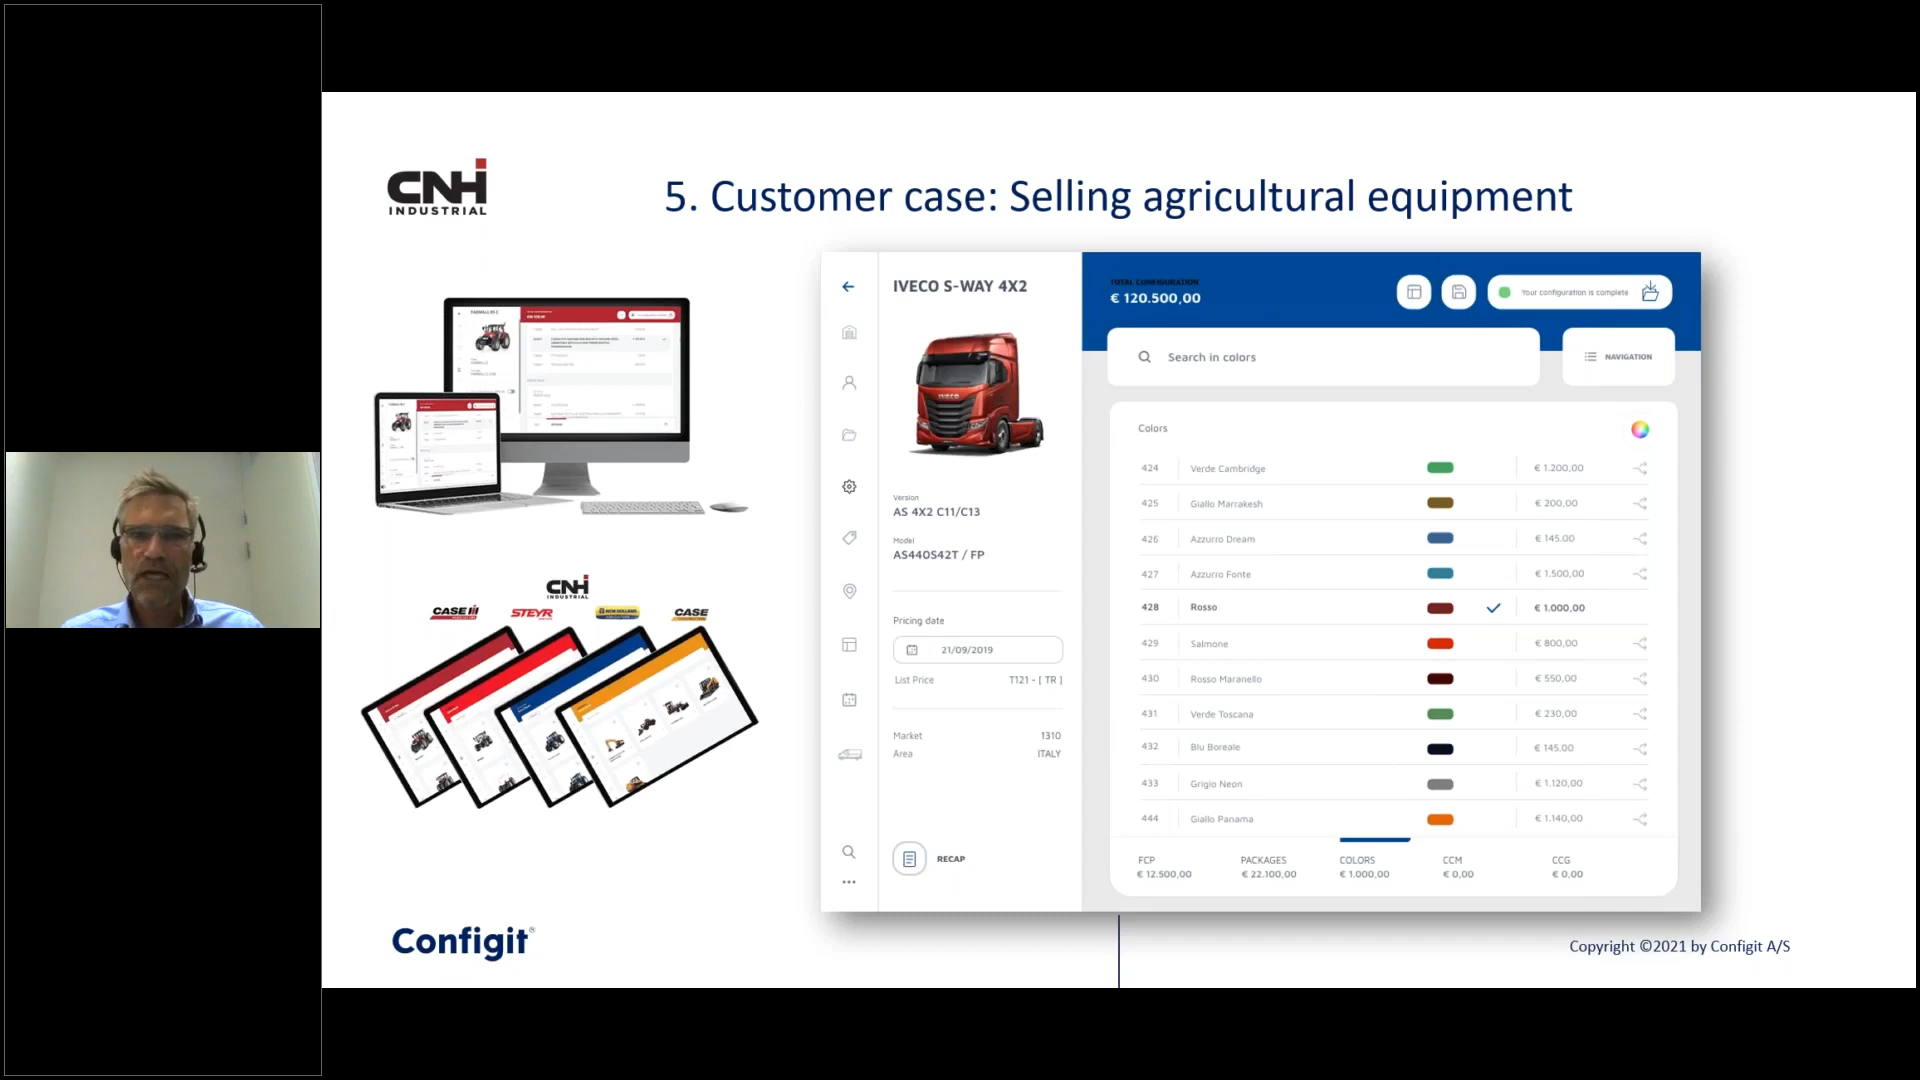 CNH
INDUSTRIAL
5. Customer case: Selling agricultural equipment
CNH
INDUSTRIAL
CASE IH
STEYR
NEW HOLLAND
CASE
IVECO S-WAY 4X2
Version
AS 4X2 C11/C13
Model
AS440S42T / FP
Pricing date
21/09/2019
List Price T121 - [ TR ]
Market 1310
Area ITALY
RECAP
TOTAL CONFIGURATION
€ 120.500,00
Your configuration is complete
Search in colors
NAVIGATION
Colors
424 Verde Cambridge € 1.200,00
425 Giallo Marrakesh € 200,00
426 Azzurro Dream € 145.00
427 Azzurro Fonte € 1.500,00
428 Rosso € 1.000,00
429 Salmone € 800,00
430 Rosso Maranello € 550,00
431 Verde Toscana € 230,00
432 Blu Boreale € 145.00
433 Grigio Neon € 1.120,00
444 Giallo Panama € 1.140,00
FCP PACKAGES COLORS CCM CCG
€ 12.500,00 € 22.100,00 € 1.000,00 € 0,00 € 0,00
Configit®
Copyright ©2021 by Configit A/S